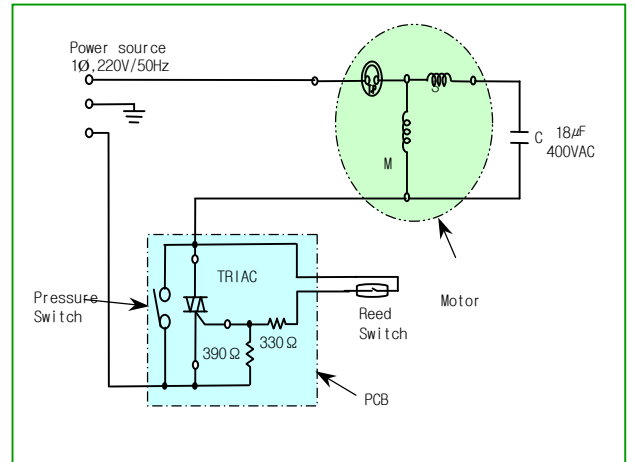 Power source
1Ø,220V/50Hz
S
C 18㎌
400VAC
M
TRIAC
Pressure
Switch
Motor
Reed
Switch
330Ω
390Ω
PCB